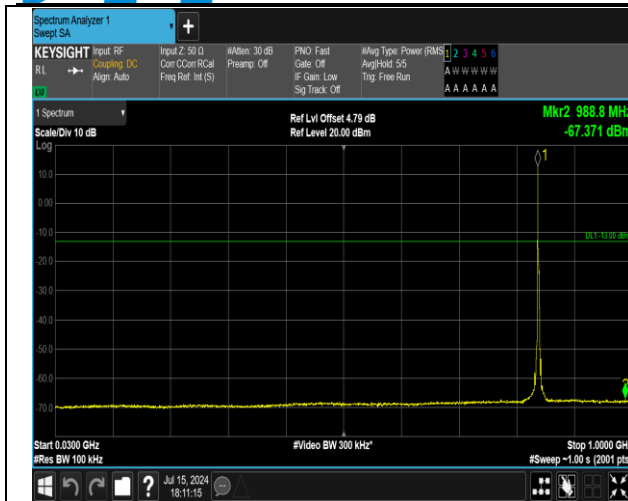 Spectrum Analyzer 1
Swept SA
+
KEYSIGHT
RL
Input: RF
Coupling: DC
Align: Auto
Input Z: 50 Ω
Corr CCorr RCal
Freq Ref: Int (S)
#Atten: 30 dB
Preamp: Off
PNO: Fast
Gate: Off
IF Gain: Low
Sig Track: Off
#Avg Type: Power (RMS
Avg|Hold: 5/5
Trig: Free Run
1 2 3 4 5 6
A W W W W W
A A A A A A
1 Spectrum
Scale/Div 10 dB
Ref Lvl Offset 4.79 dB
Ref Level 20.00 dBm
Mkr2 988.8 MHz
-67.371 dBm
Log
10.0
0.00
-10.0
-20.0
-30.0
-40.0
-50.0
-60.0
-70.0
1
DL1 -13.00 dBm
Start 0.0300 GHz
#Res BW 100 kHz
#Video BW 300 kHz*
Stop 1.0000 GH
#Sweep ~1.00 s (2001 pts
?
Jul 15, 2024
18:11:15